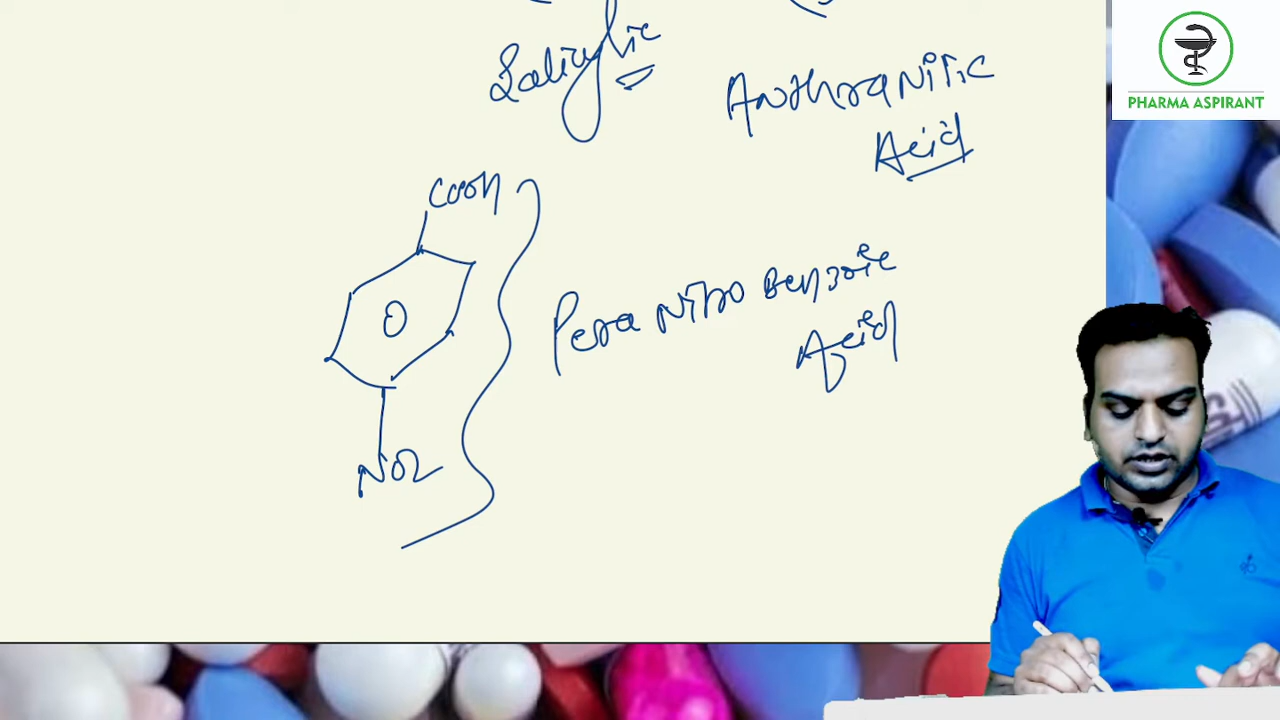 Salicylic
Anthranilic
Acid
COOH
Para Nitro Benzoic
Acid
NO2
PHARMA ASPIRANT